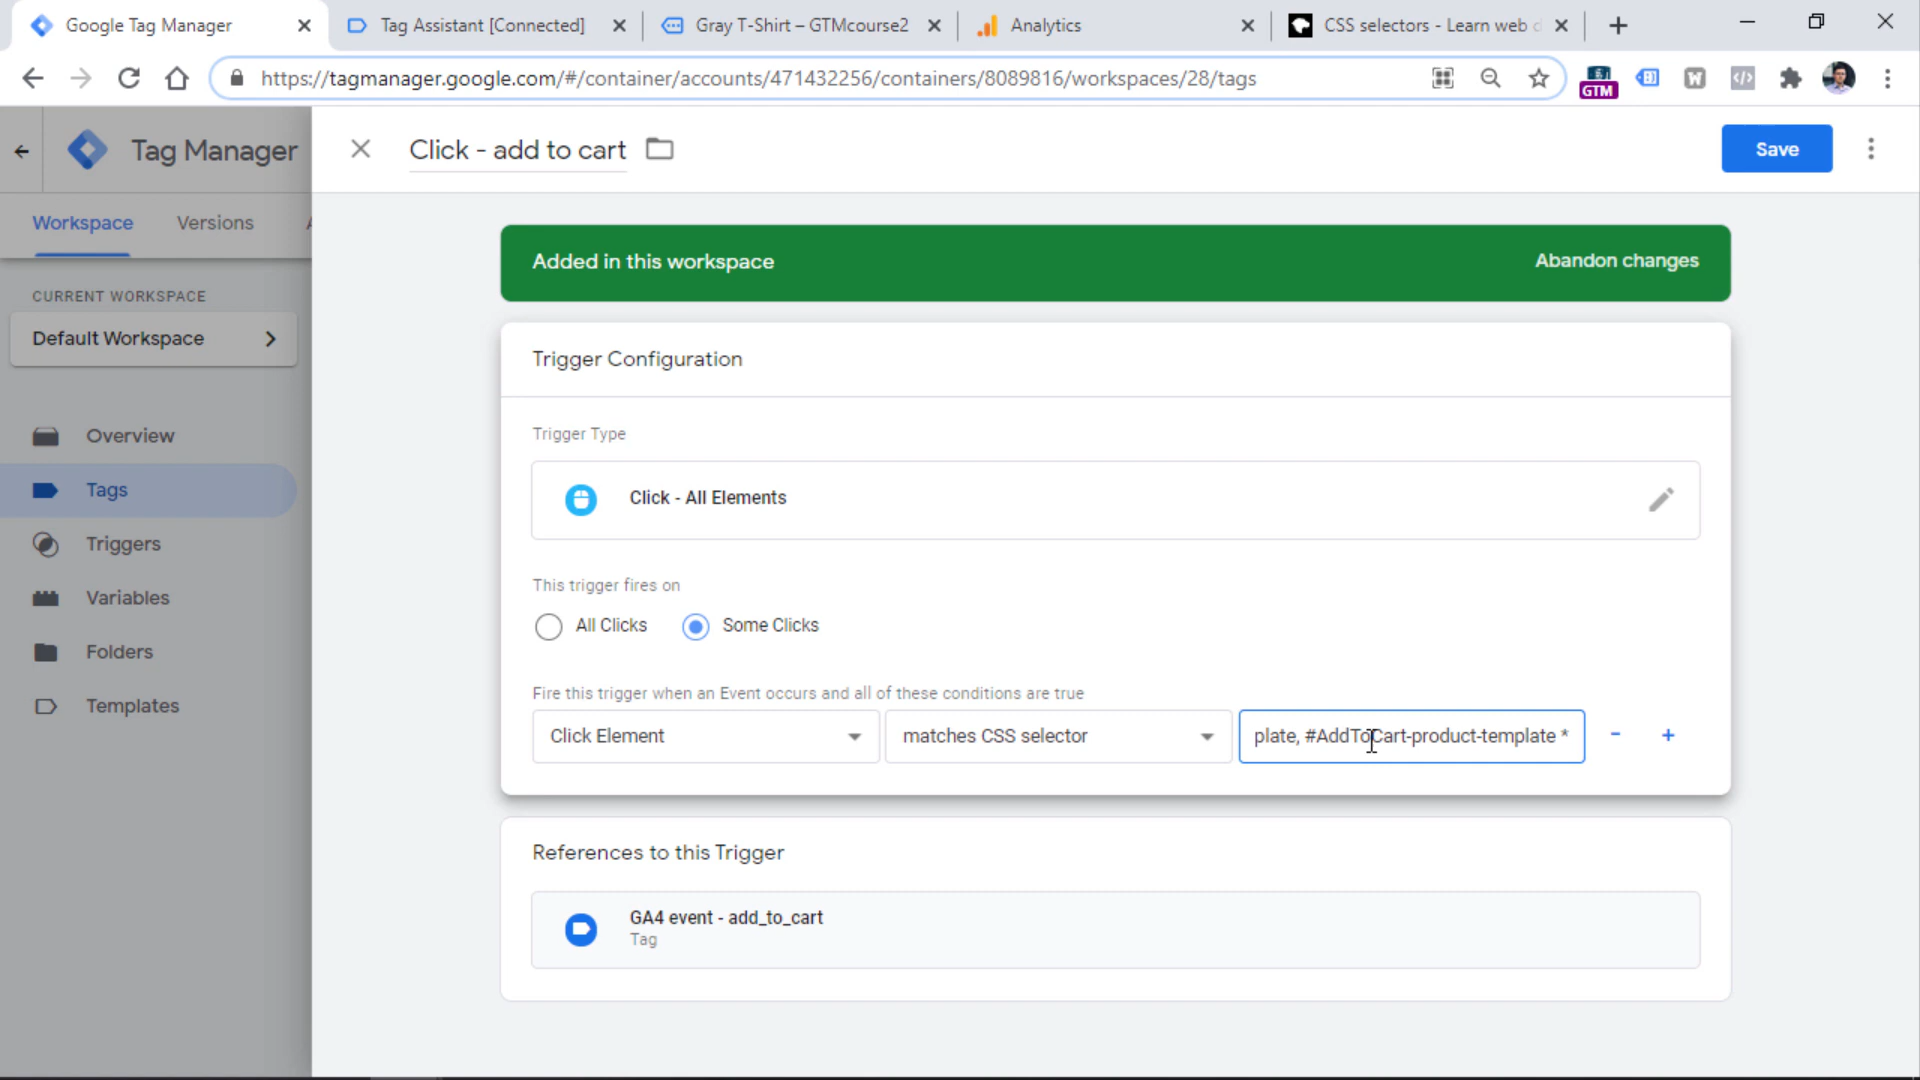 Google Tag Manager
Tag Assistant [Connected]
Gray T-Shirt – GTMcourse2
Analytics
CSS selectors - Learn web d
https://tagmanager.google.com/#/container/accounts/471432256/containers/8089816/workspaces/28/tags
GTM
W
Tag Manager
Click - add to cart
Save
Workspace
Versions
A
Added in this workspace
Abandon changes
CURRENT WORKSPACE
Default Workspace
Overview
Tags
Triggers
Variables
Folders
Templates
Trigger Configuration
Trigger Type
Click - All Elements
This trigger fires on
All Clicks
Some Clicks
Fire this trigger when an Event occurs and all of these conditions are true
Click Element
matches CSS selector
plate, #AddToCart-product-template *
- +
References to this Trigger
GA4 event - add_to_cart
Tag